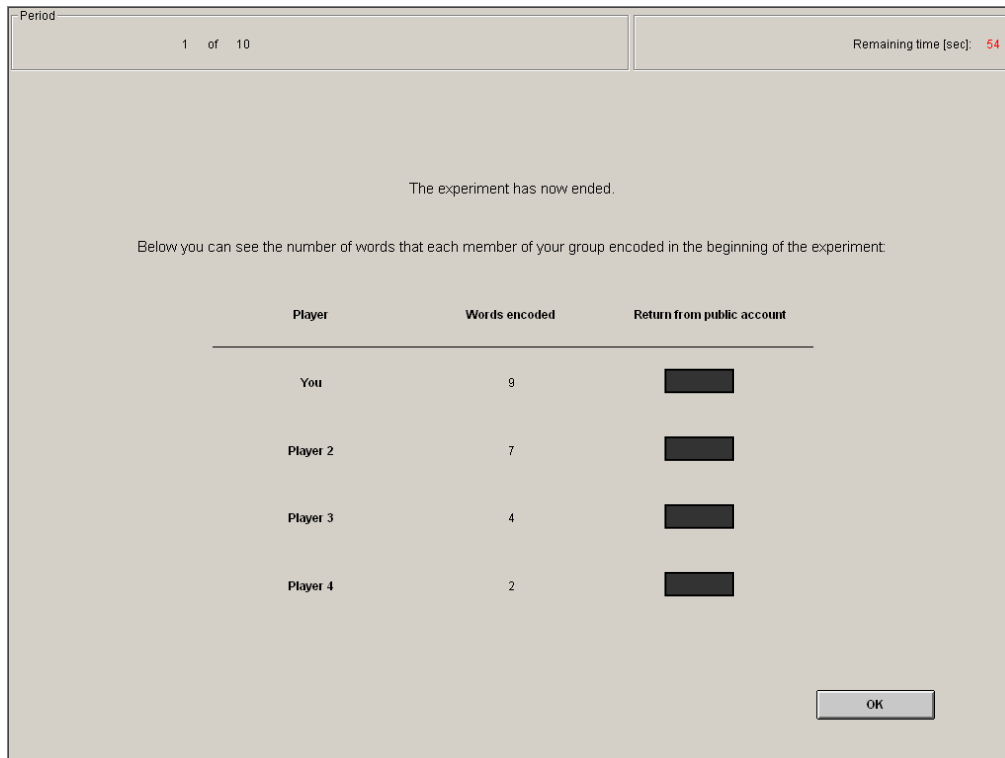 Period
1 of 10
Remaining time [sec]: 54
The experiment has now ended.
Below you can see the number of words that each member of your group encoded in the beginning of the experiment:
Player Words encoded Return from public account
You 9
Player 2 7
Player 3 4
Player 4 2
OK